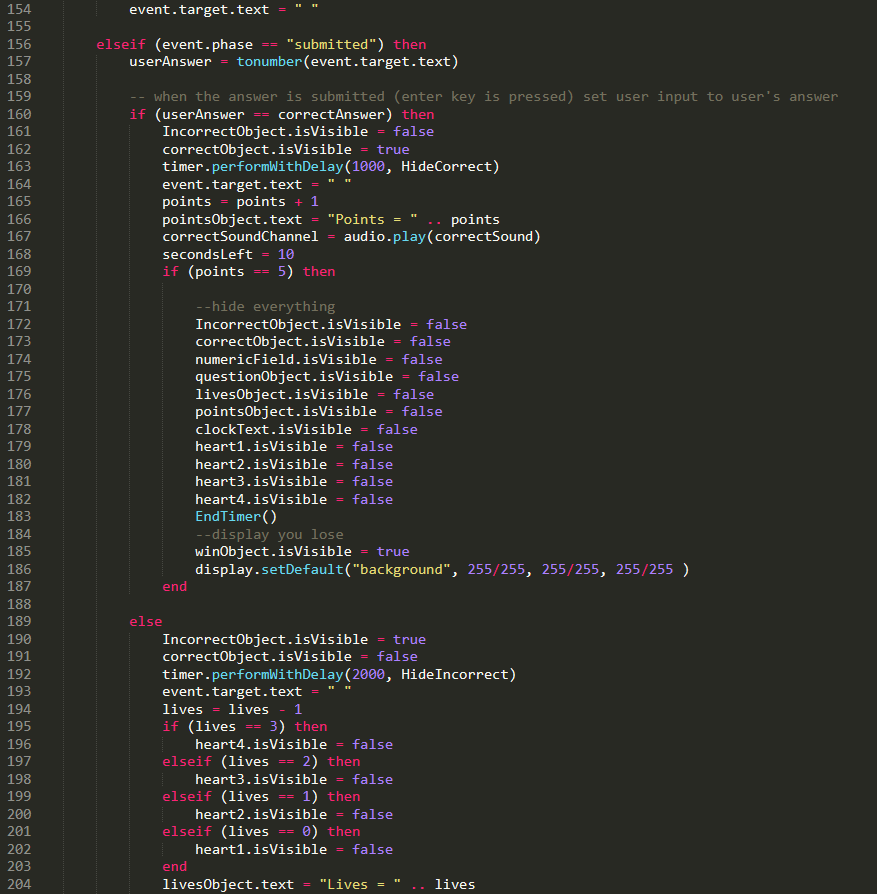 154 event.target.text = " "
155
156 elseif (event.phase == "submitted") then
157 userAnswer = tonumber(event.target.text)
158
159 -- when the answer is submitted (enter key is pressed) set user input to user's answer
160 if (userAnswer == correctAnswer) then
161 IncorrectObject.isVisible = false
162 correctObject.isVisible = true
163 timer.performWithDelay(1000, HideCorrect)
164 event.target.text = " "
165 points = points + 1
166 pointsObject.text = "Points = " .. points
167 correctSoundChannel = audio.play(correctSound)
168 secondsLeft = 10
169 if (points == 5) then
170
171 --hide everything
172 IncorrectObject.isVisible = false
173 correctObject.isVisible = false
174 numericField.isVisible = false
175 questionObject.isVisible = false
176 livesObject.isVisible = false
177 pointsObject.isVisible = false
178 clockText.isVisible = false
179 heart1.isVisible = false
180 heart2.isVisible = false
181 heart3.isVisible = false
182 heart4.isVisible = false
183 EndTimer()
184 --display you lose
185 winObject.isVisible = true
186 display.setDefault("background", 255/255, 255/255, 255/255 )
187 end
188
189 else
190 IncorrectObject.isVisible = true
191 correctObject.isVisible = false
192 timer.performWithDelay(2000, HideIncorrect)
193 event.target.text = " "
194 lives = lives - 1
195 if (lives == 3) then
196 heart4.isVisible = false
197 elseif (lives == 2) then
198 heart3.isVisible = false
199 elseif (lives == 1) then
200 heart2.isVisible = false
201 elseif (lives == 0) then
202 heart1.isVisible = false
203 end
204 livesObject.text = "Lives = " .. lives